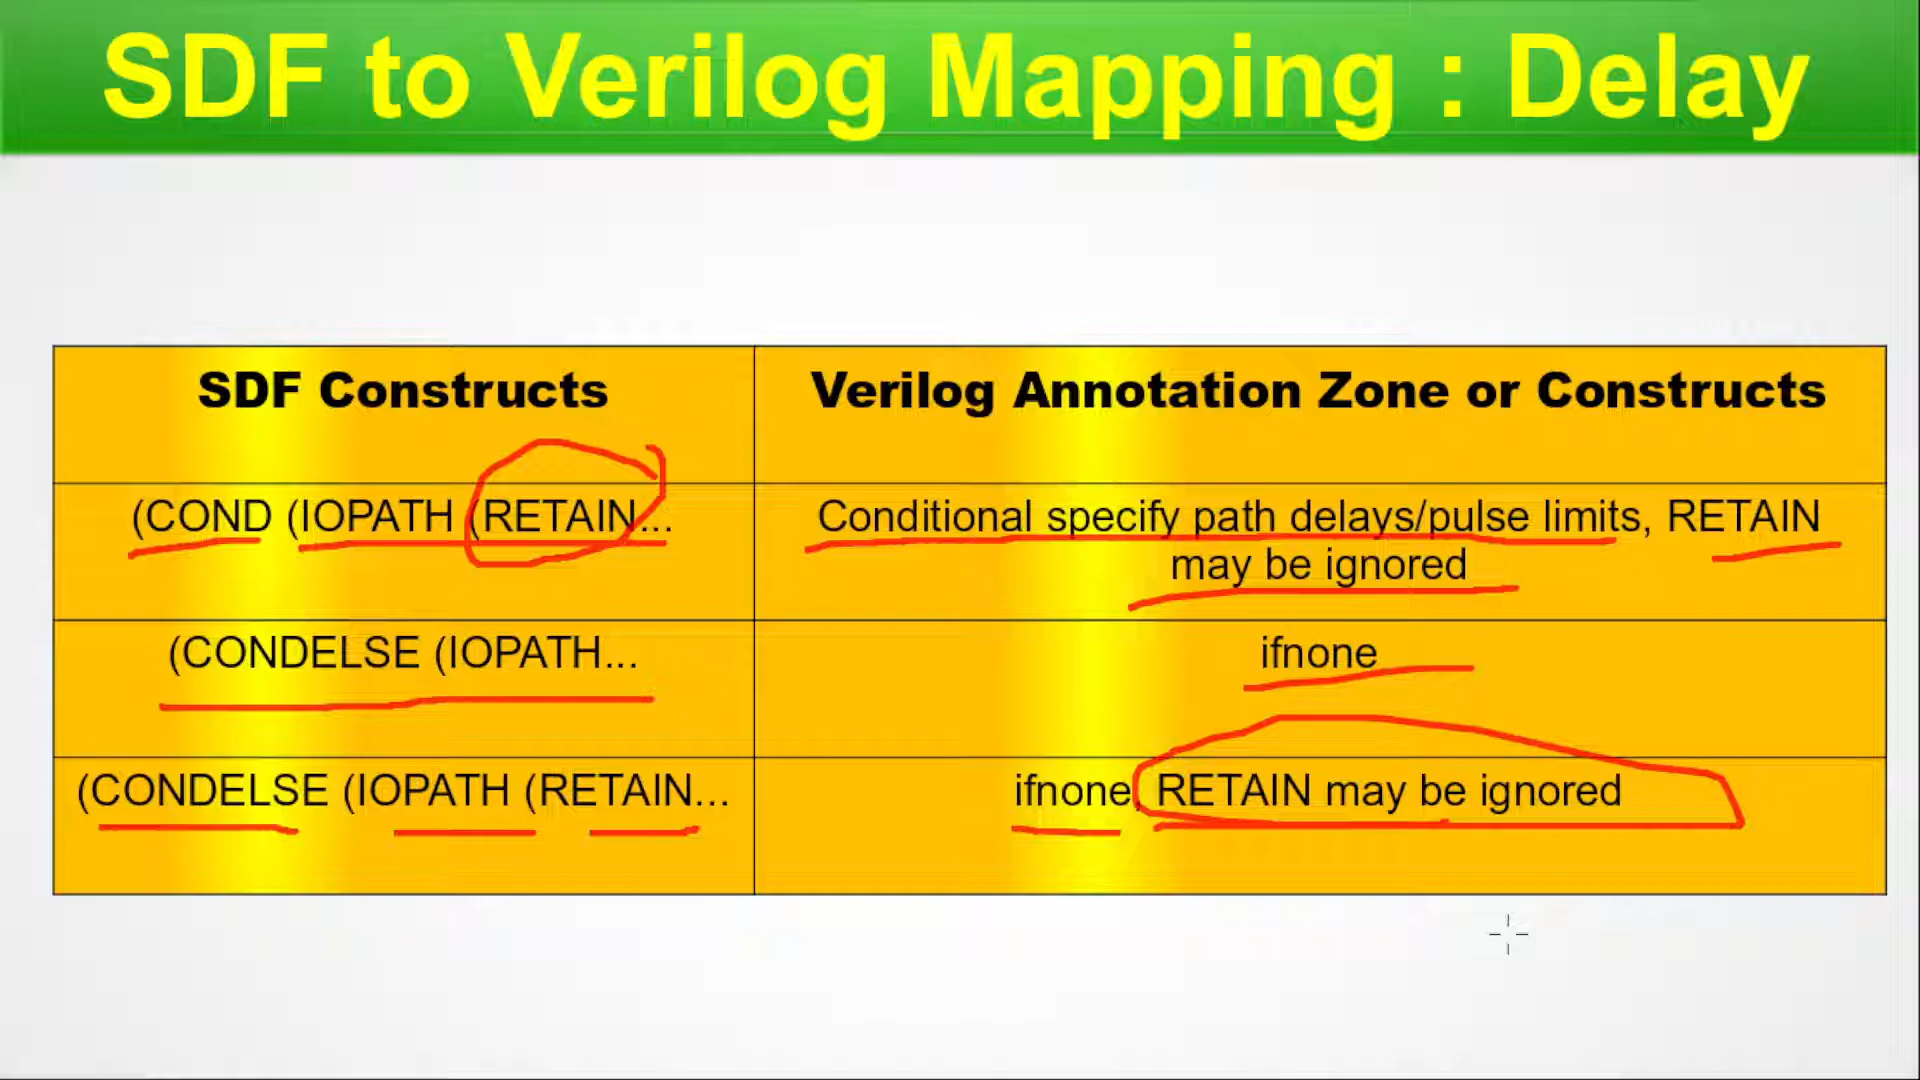 SDF to Verilog Mapping : Delay
SDF Constructs
Verilog Annotation Zone or Constructs
(COND (IOPATH (RETAIN...
Conditional specify path delays/pulse limits, RETAIN
may be ignored
(CONDELSE (IOPATH...
ifnone
(CONDELSE (IOPATH (RETAIN...
ifnone, RETAIN may be ignored